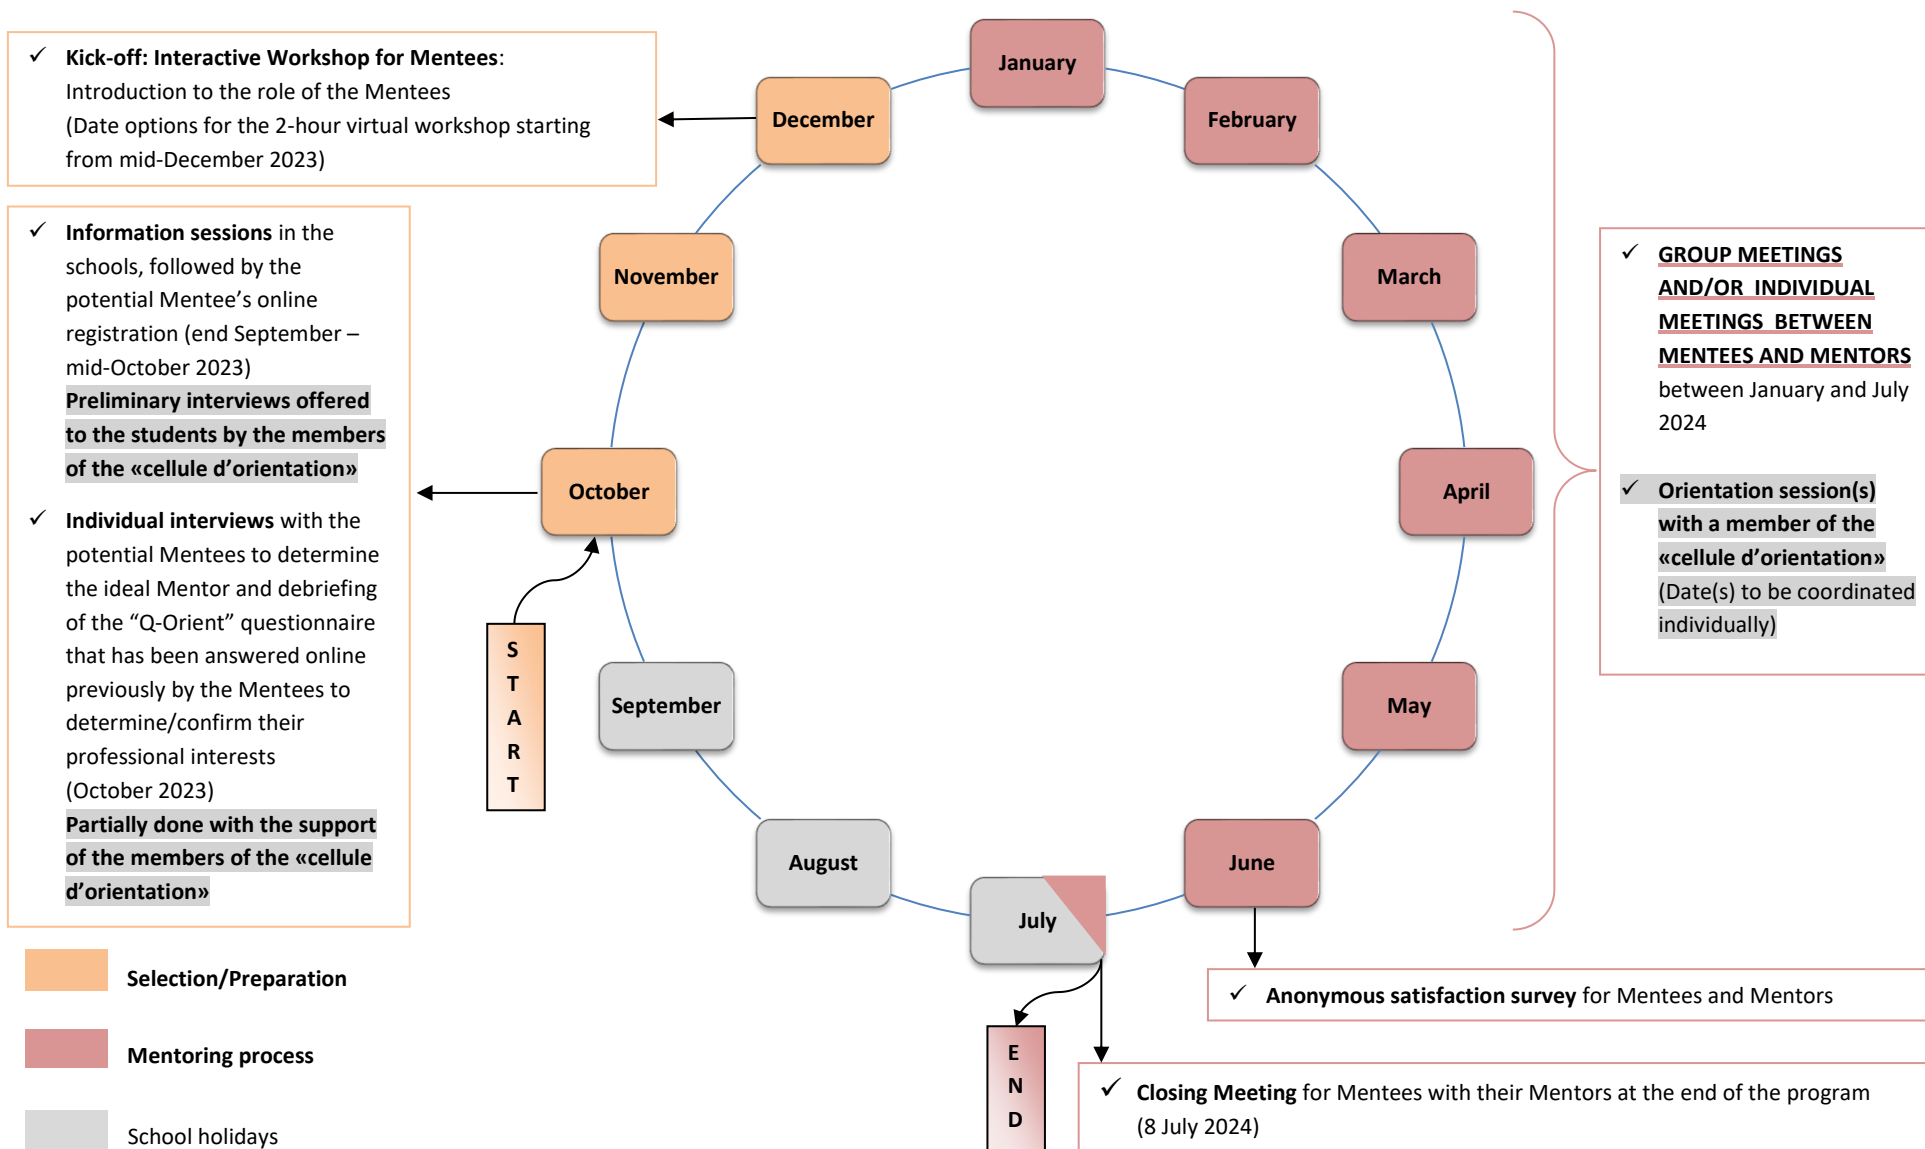 ✓ Kick-off: Interactive Workshop for Mentees:
Introduction to the role of the Mentees
(Date options for the 2-hour virtual workshop starting
from mid-December 2023)
✓ Information sessions in the
schools, followed by the
potential Mentee’s online
registration (end September –
mid-October 2023)
Preliminary interviews offered
to the students by the members
of the «cellule d’orientation»
✓ Individual interviews with the
potential Mentees to determine
the ideal Mentor and debriefing
of the “Q-Orient” questionnaire
that has been answered online
previously by the Mentees to
determine/confirm their
professional interests
(October 2023)
Partially done with the support
of the members of the «cellule
d’orientation»
January
February
March
April
May
June
July
August
September
October
November
December
START
END
✓ GROUP MEETINGS
AND/OR INDIVIDUAL
MEETINGS BETWEEN
MENTEES AND MENTORS
between January and July
2024
✓ Orientation session(s)
with a member of the
«cellule d’orientation»
(Date(s) to be coordinated
individually)
✓ Anonymous satisfaction survey for Mentees and Mentors
✓ Closing Meeting for Mentees with their Mentors at the end of the program
(8 July 2024)
Selection/Preparation
Mentoring process
School holidays